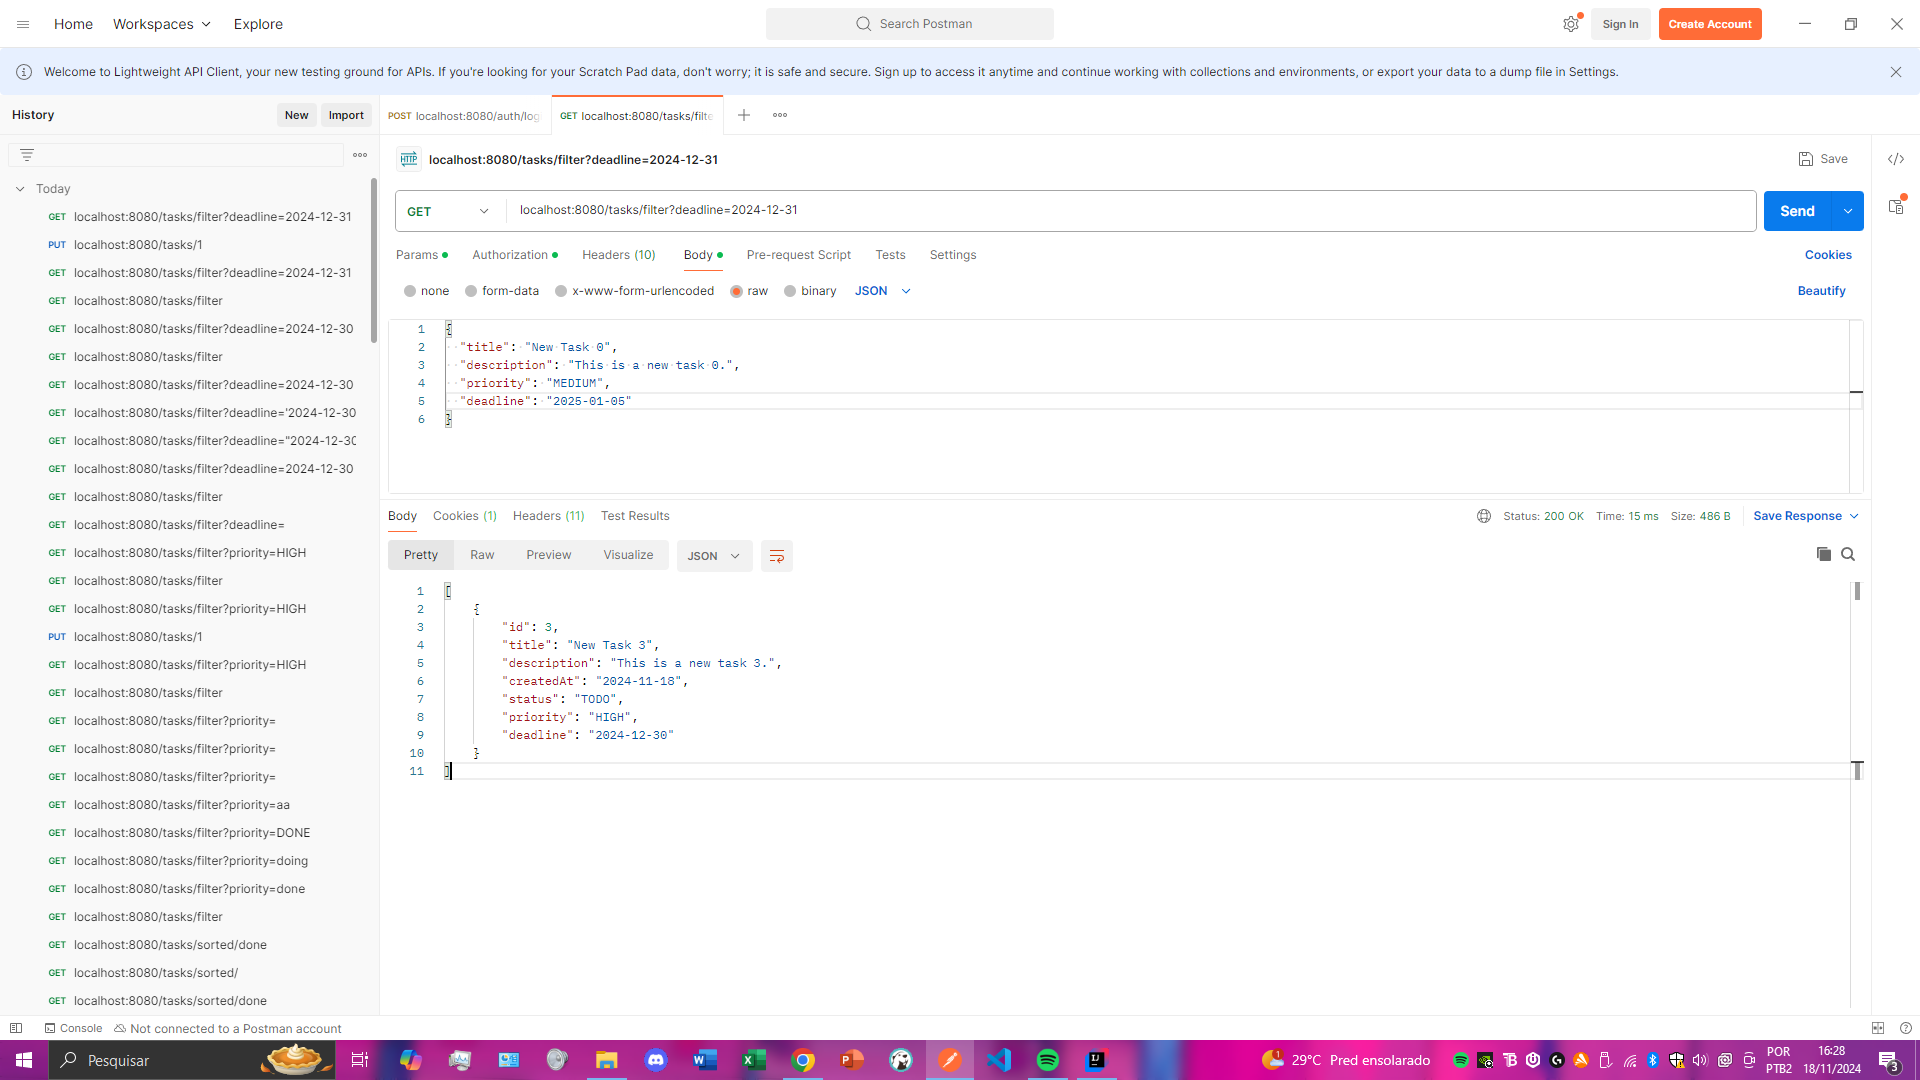 Home
Workspaces
Explore
Search Postman
Sign In
Create Account
Welcome to Lightweight API Client, your new testing ground for APIs. If you're looking for your Scratch Pad data, don't worry; it is safe and secure. Sign up to access it anytime and continue working with collections and environments, or export your data to a dump file in Settings.
History
New
Import
POST localhost:8080/auth/log
GET localhost:8080/tasks/filte
Today
GET localhost:8080/tasks/filter?deadline=2024-12-31
PUT localhost:8080/tasks/1
GET localhost:8080/tasks/filter?deadline=2024-12-31
GET localhost:8080/tasks/filter
GET localhost:8080/tasks/filter?deadline=2024-12-30
GET localhost:8080/tasks/filter
GET localhost:8080/tasks/filter?deadline=2024-12-30
GET localhost:8080/tasks/filter?deadline='2024-12-30
GET localhost:8080/tasks/filter?deadline="2024-12-30
GET localhost:8080/tasks/filter?deadline=2024-12-30
GET localhost:8080/tasks/filter
GET localhost:8080/tasks/filter?deadline=
GET localhost:8080/tasks/filter?priority=HIGH
GET localhost:8080/tasks/filter
GET localhost:8080/tasks/filter?priority=HIGH
PUT localhost:8080/tasks/1
GET localhost:8080/tasks/filter?priority=HIGH
GET localhost:8080/tasks/filter
GET localhost:8080/tasks/filter?priority=
GET localhost:8080/tasks/filter?priority=
GET localhost:8080/tasks/filter?priority=
GET localhost:8080/tasks/filter?priority=aa
GET localhost:8080/tasks/filter?priority=DONE
GET localhost:8080/tasks/filter?priority=doing
GET localhost:8080/tasks/filter?priority=done
GET localhost:8080/tasks/filter
GET localhost:8080/tasks/sorted/done
GET localhost:8080/tasks/sorted/
GET localhost:8080/tasks/sorted/done
HTTP localhost:8080/tasks/filter?deadline=2024-12-31
Save
GET
localhost:8080/tasks/filter?deadline=2024-12-31
Send
Params
Authorization
Headers (10)
Body
Pre-request Script
Tests
Settings
Cookies
none
form-data
x-www-form-urlencoded
raw
binary
JSON
Beautify
1 {
2 "title": "New Task 0",
3 "description": "This is a new task 0.",
4 "priority": "MEDIUM",
5 "deadline": "2025-01-05"
6 }
Body
Cookies (1)
Headers (11)
Test Results
Status: 200 OK
Time: 15 ms
Size: 486 B
Save Response
Pretty
Raw
Preview
Visualize
JSON
1 [
2 {
3 "id": 3,
4 "title": "New Task 3",
5 "description": "This is a new task 3.",
6 "createdAt": "2024-11-18",
7 "status": "TODO",
8 "priority": "HIGH",
9 "deadline": "2024-12-30"
10 }
11 ]
Console
Not connected to a Postman account
Pesquisar
29°C Pred ensolarado
POR
PTB2
16:28
18/11/2024
3